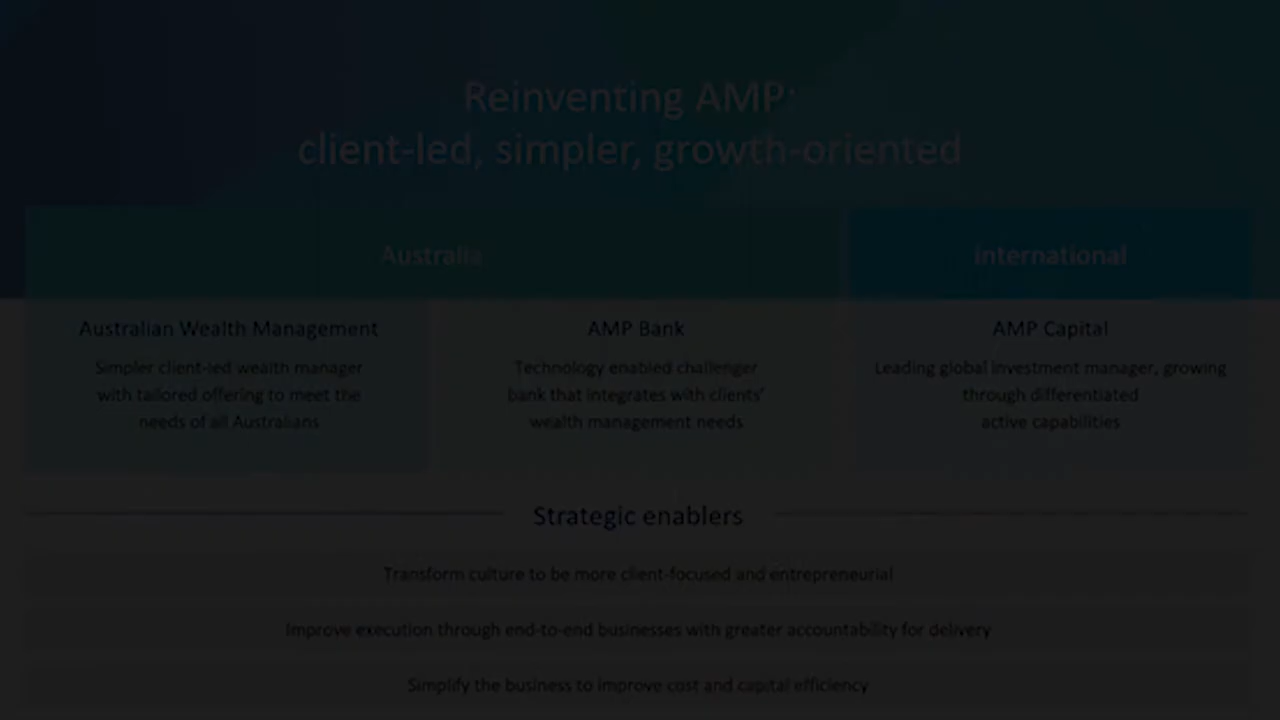 Reinventing AMP:
client-led, simpler, growth-oriented
Australia
International
Australian Wealth Management
Simpler client-led wealth manager
with tailored offering to meet the
needs of all Australians
AMP Bank
Technology enabled challenger
bank that integrates with clients'
wealth management needs
AMP Capital
Leading global investment manager, growing
through differentiated
active capabilities
Strategic enablers
Transform culture to be more client-focused and entrepreneurial
Improve execution through end-to-end businesses with greater accountability for delivery
Simplify the business to improve cost and capital efficiency